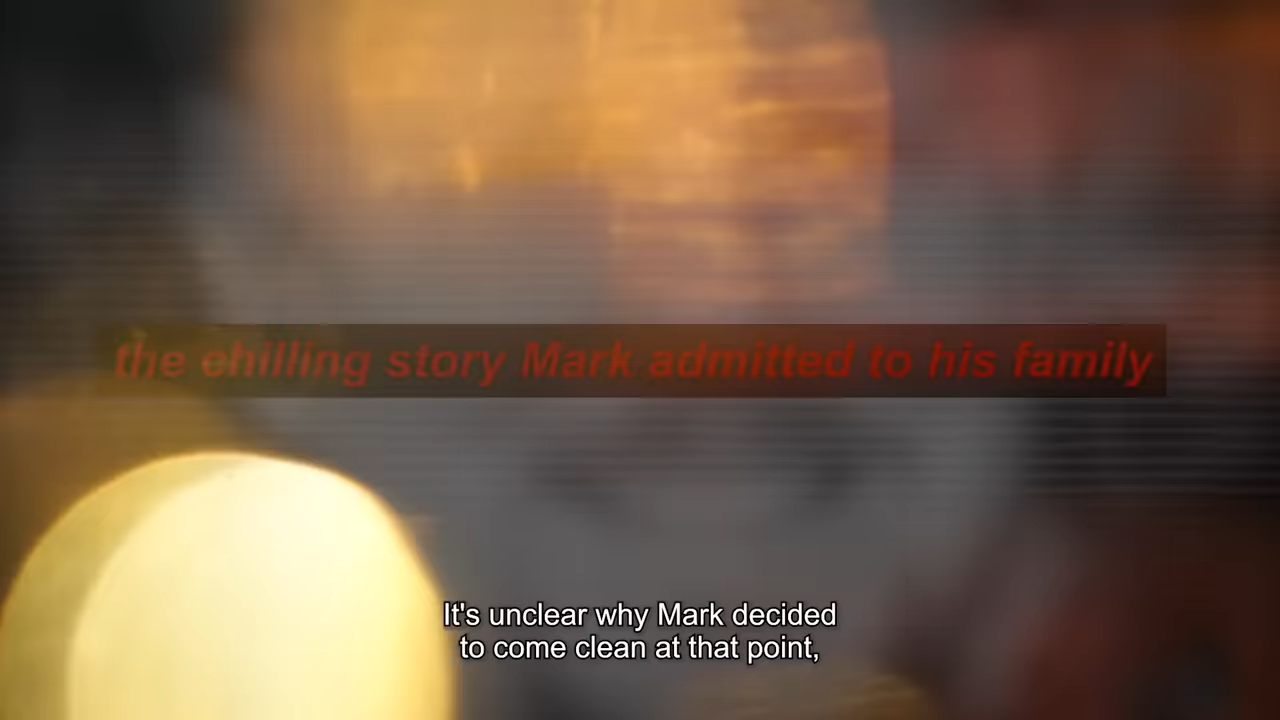 the chilling story Mark admitted to his family
It's unclear why Mark decided
to come clean at that point,